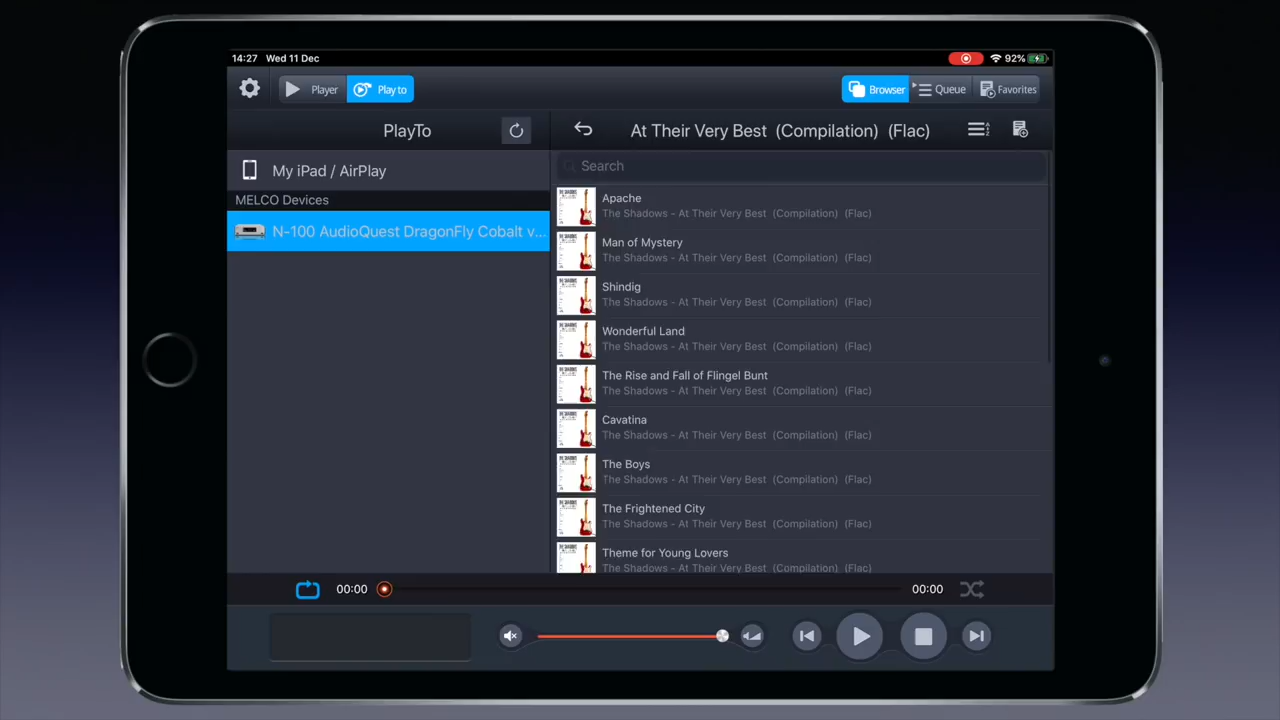 14:27 Wed 11 Dec
92%
Player
Play to
Browser
Queue
Favorites
PlayTo
At Their Very Best (Compilation) (Flac)
My iPad / AirPlay
MELCO Devices
N-100 AudioQuest DragonFly Cobalt v...
Search
Apache
The Shadows - At Their Very Best (Compilation) (Flac)
Man of Mystery
The Shadows - At Their Very Best (Compilation) (Flac)
Shindig
The Shadows - At Their Very Best (Compilation) (Flac)
Wonderful Land
The Shadows - At Their Very Best (Compilation) (Flac)
The Rise and Fall of Flingel Bunt
The Shadows - At Their Very Best (Compilation) (Flac)
Cavatina
The Shadows - At Their Very Best (Compilation) (Flac)
The Boys
The Shadows - At Their Very Best (Compilation) (Flac)
The Frightened City
The Shadows - At Their Very Best (Compilation) (Flac)
Theme for Young Lovers
The Shadows - At Their Very Best (Compilation) (Flac)
00:00
00:00